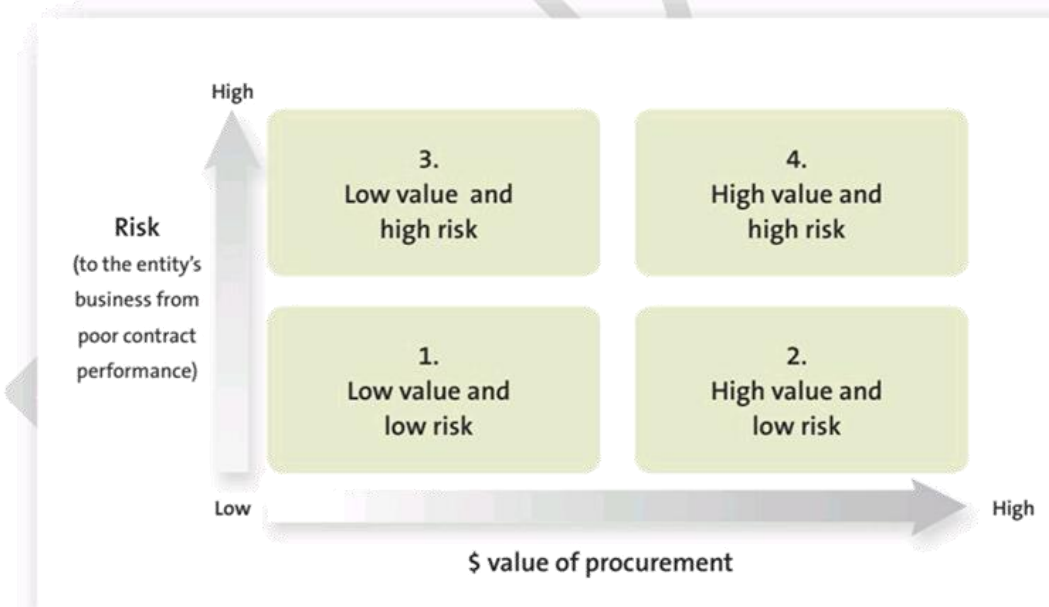 High
3.
Low value and
high risk
4.
High value and
high risk
Risk
(to the entity's
business from
poor contract
performance)
1.
Low value and
low risk
2.
High value and
low risk
Low
High
$ value of procurement